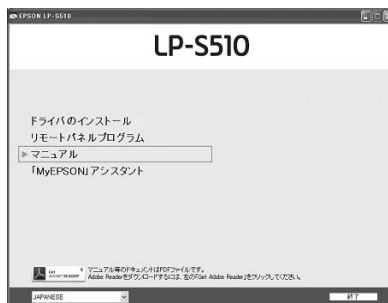 EPSON LP-S510
LP-S510
ドライバのインストール
リモートパネルプログラム
マニュアル
「MyEPSON」アシスタント
Get ADOBE® READER®
マニュアル等のドキュメントはPDFファイルです。
Adobe Readerをダウンロードするには、左の「Get Adobe Reader」をクリックしてください。
JAPANESE
終了